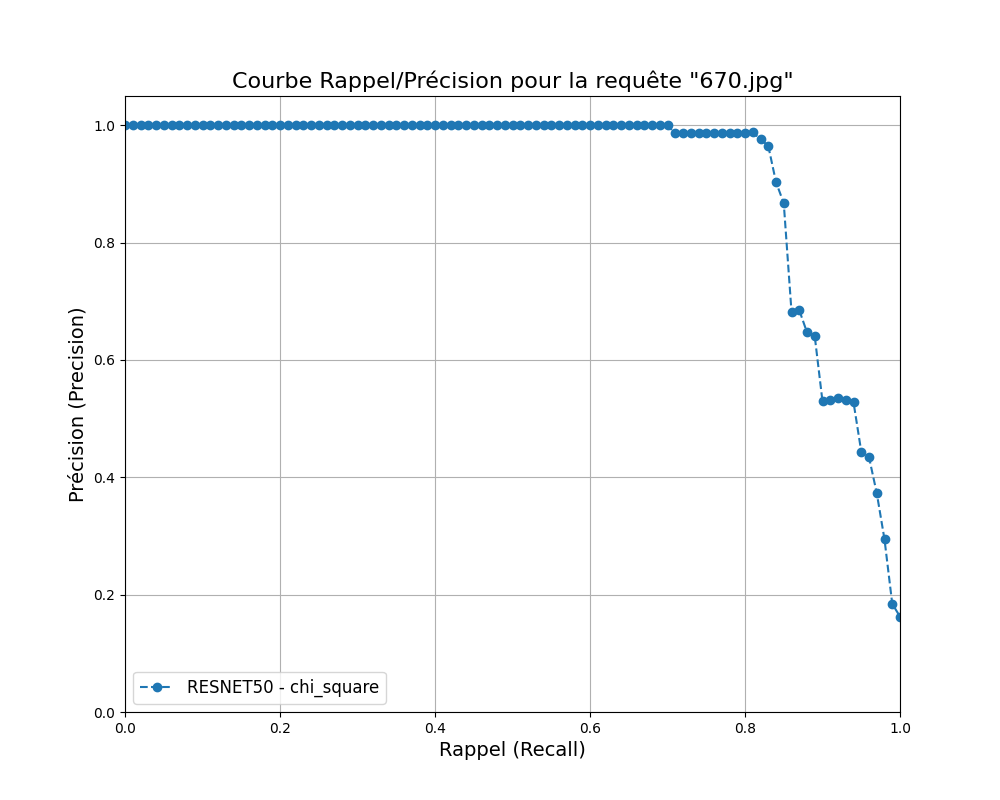 Courbe Rappel/Précision pour la requête "670.jpg"
Précision (Precision)
1.0
0.8
0.6
0.4
0.2
0.0
RESNET50 - chi_square
0.0 0.2 0.4 0.6 0.8 1.0
Rappel (Recall)